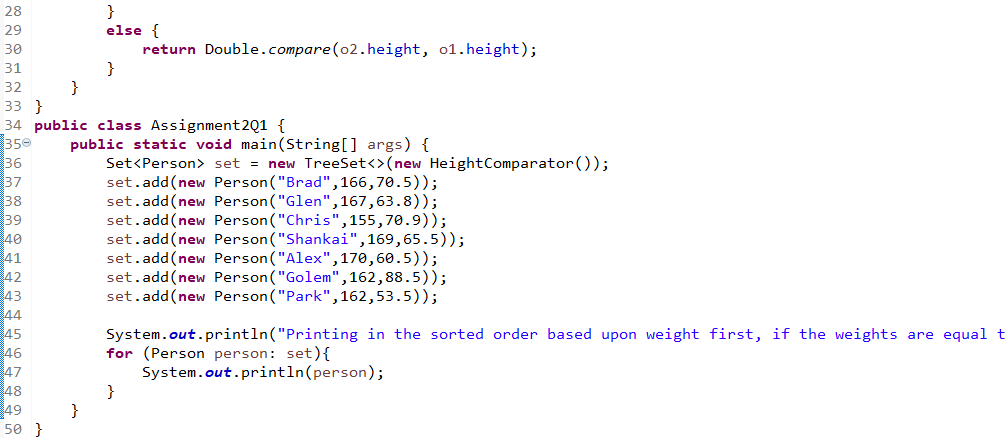 28         }
29         else {
30             return Double.compare(o2.height, o1.height);
31         }
32     }
33 }
34 public class Assignment2Q1 {
35     public static void main(String[] args) {
36         Set<Person> set = new TreeSet<>(new HeightComparator());
37         set.add(new Person("Brad",166,70.5));
38         set.add(new Person("Glen",167,63.8));
39         set.add(new Person("Chris",155,70.9));
40         set.add(new Person("Shankai",169,65.5));
41         set.add(new Person("Alex",170,60.5));
42         set.add(new Person("Golem",162,88.5));
43         set.add(new Person("Park",162,53.5));
44
45         System.out.println("Printing in the sorted order based upon weight first, if the weights are equal t
46         for (Person person: set){
47             System.out.println(person);
48         }
49     }
50 }